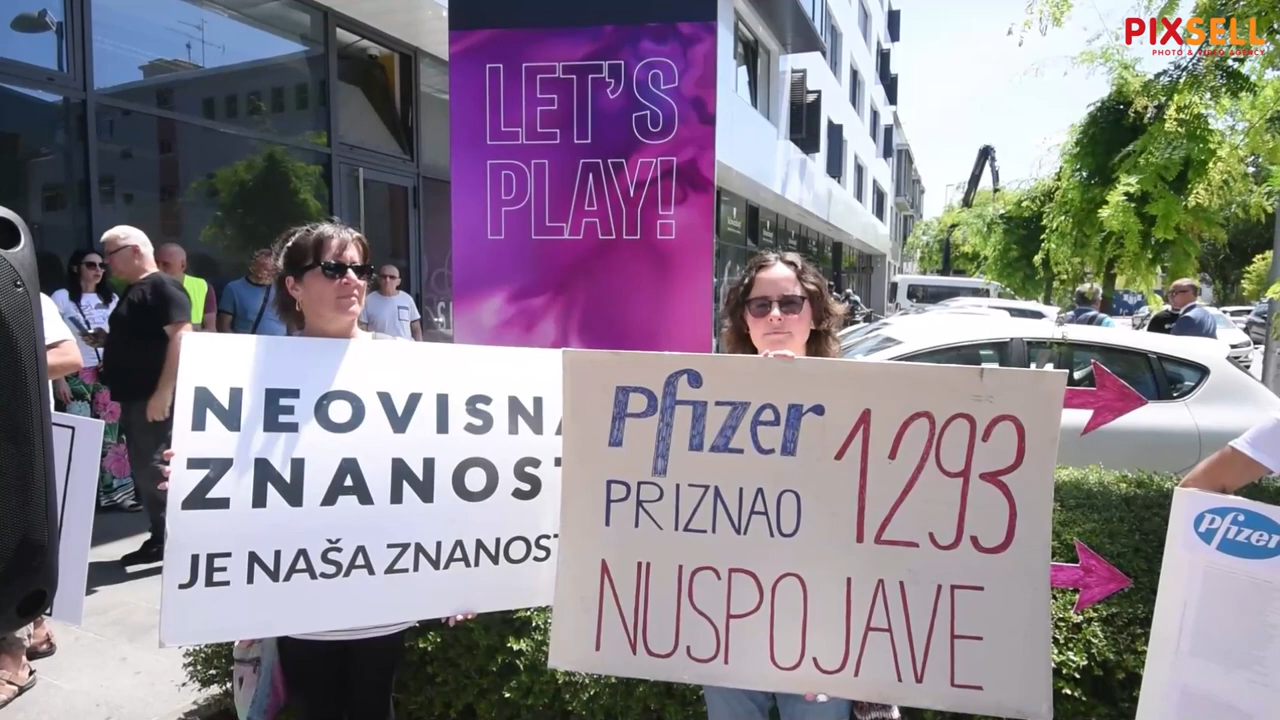 PIXSELL
PHOTO & VIDEO AGENCY
LET'S
PLAY!
NEOVISNA
ZNANOST
JE NAŠA ZNANOST
Pfizer
PRIZNAO
1293
NUSPOJAVE
Pfizer